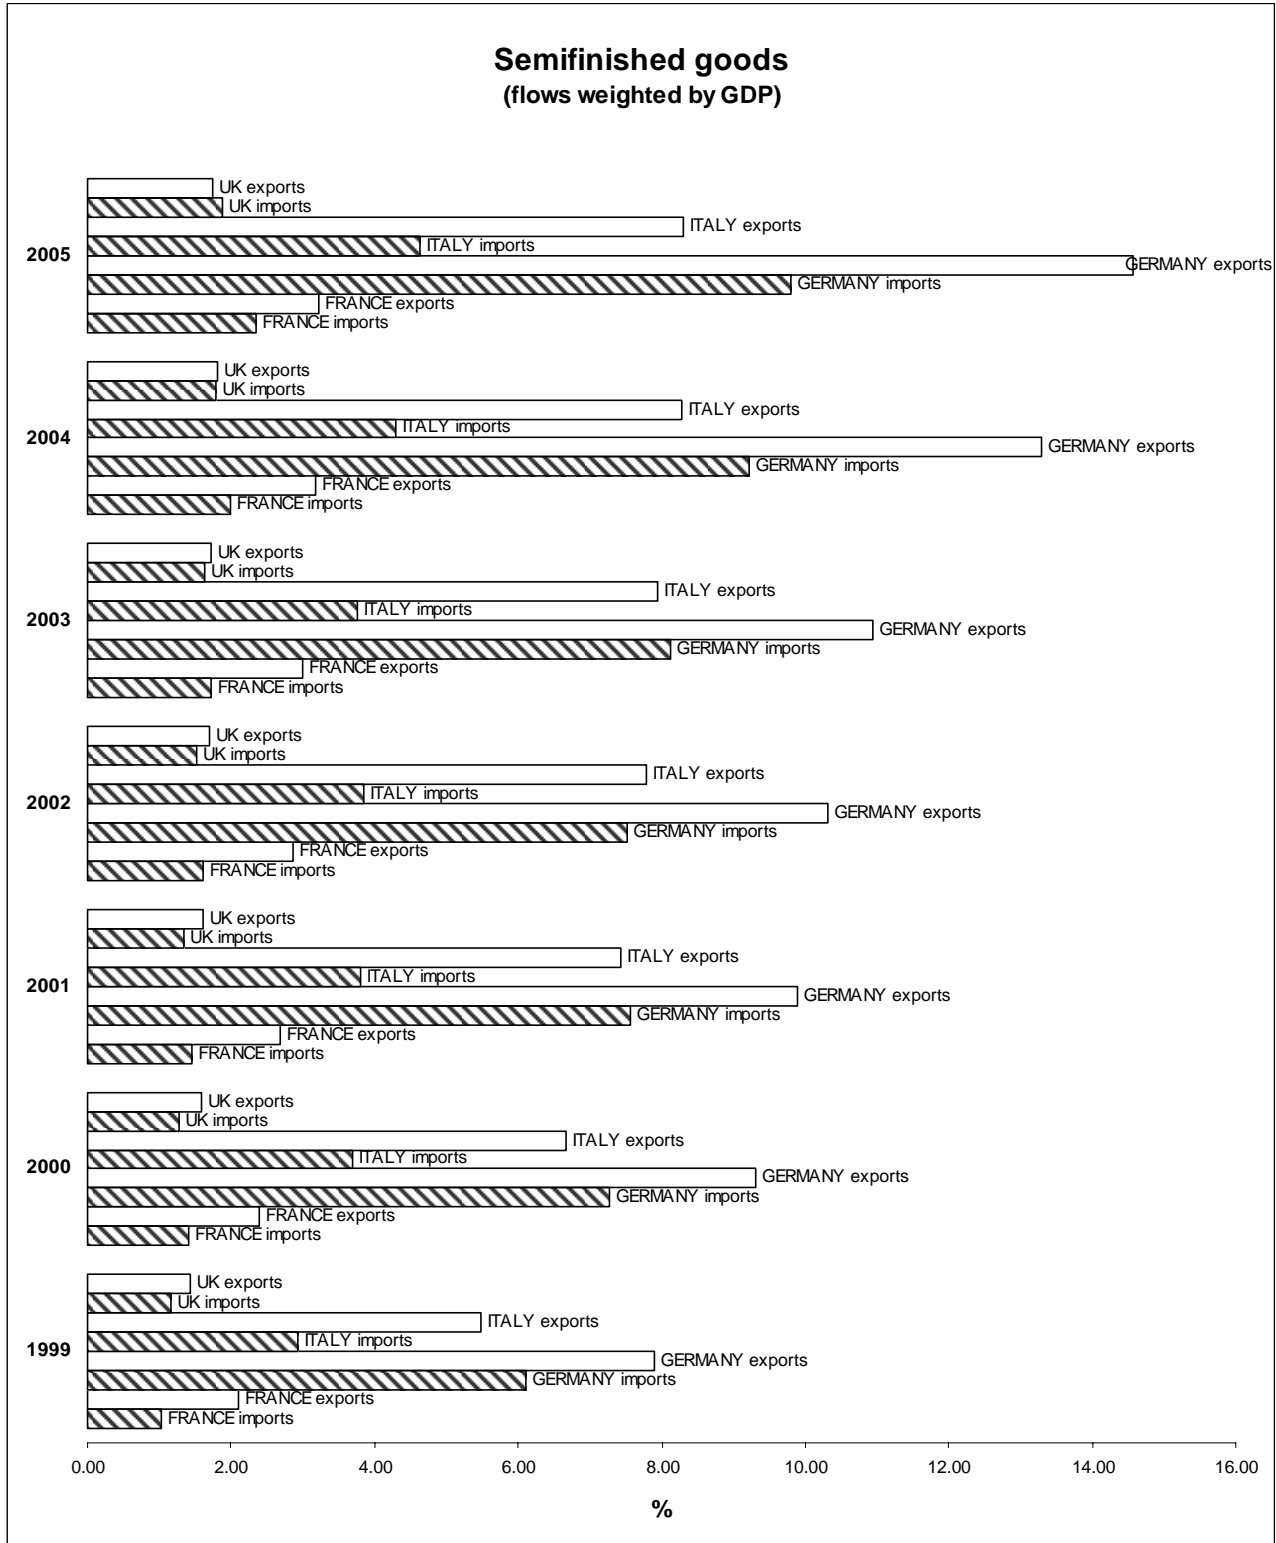 Semifinished goods
(flows weighted by GDP)
UK exports
UK imports
ITALY exports
ITALY imports
2005
GERMANY exports
GERMANY imports
FRANCE exports
FRANCE imports
UK exports
UK imports
ITALY exports
ITALY imports
2004
GERMANY exports
GERMANY imports
FRANCE exports
FRANCE imports
UK exports
UK imports
ITALY exports
ITALY imports
2003
GERMANY exports
GERMANY imports
FRANCE exports
FRANCE imports
UK exports
UK imports
ITALY exports
ITALY imports
2002
GERMANY exports
GERMANY imports
FRANCE exports
FRANCE imports
UK exports
UK imports
ITALY exports
ITALY imports
2001
GERMANY exports
GERMANY imports
FRANCE exports
FRANCE imports
UK exports
UK imports
ITALY exports
ITALY imports
2000
GERMANY exports
GERMANY imports
FRANCE exports
FRANCE imports
UK exports
UK imports
ITALY exports
ITALY imports
1999
GERMANY exports
GERMANY imports
FRANCE exports
FRANCE imports
0.00 2.00 4.00 6.00 8.00 10.00 12.00 14.00 16.00
%